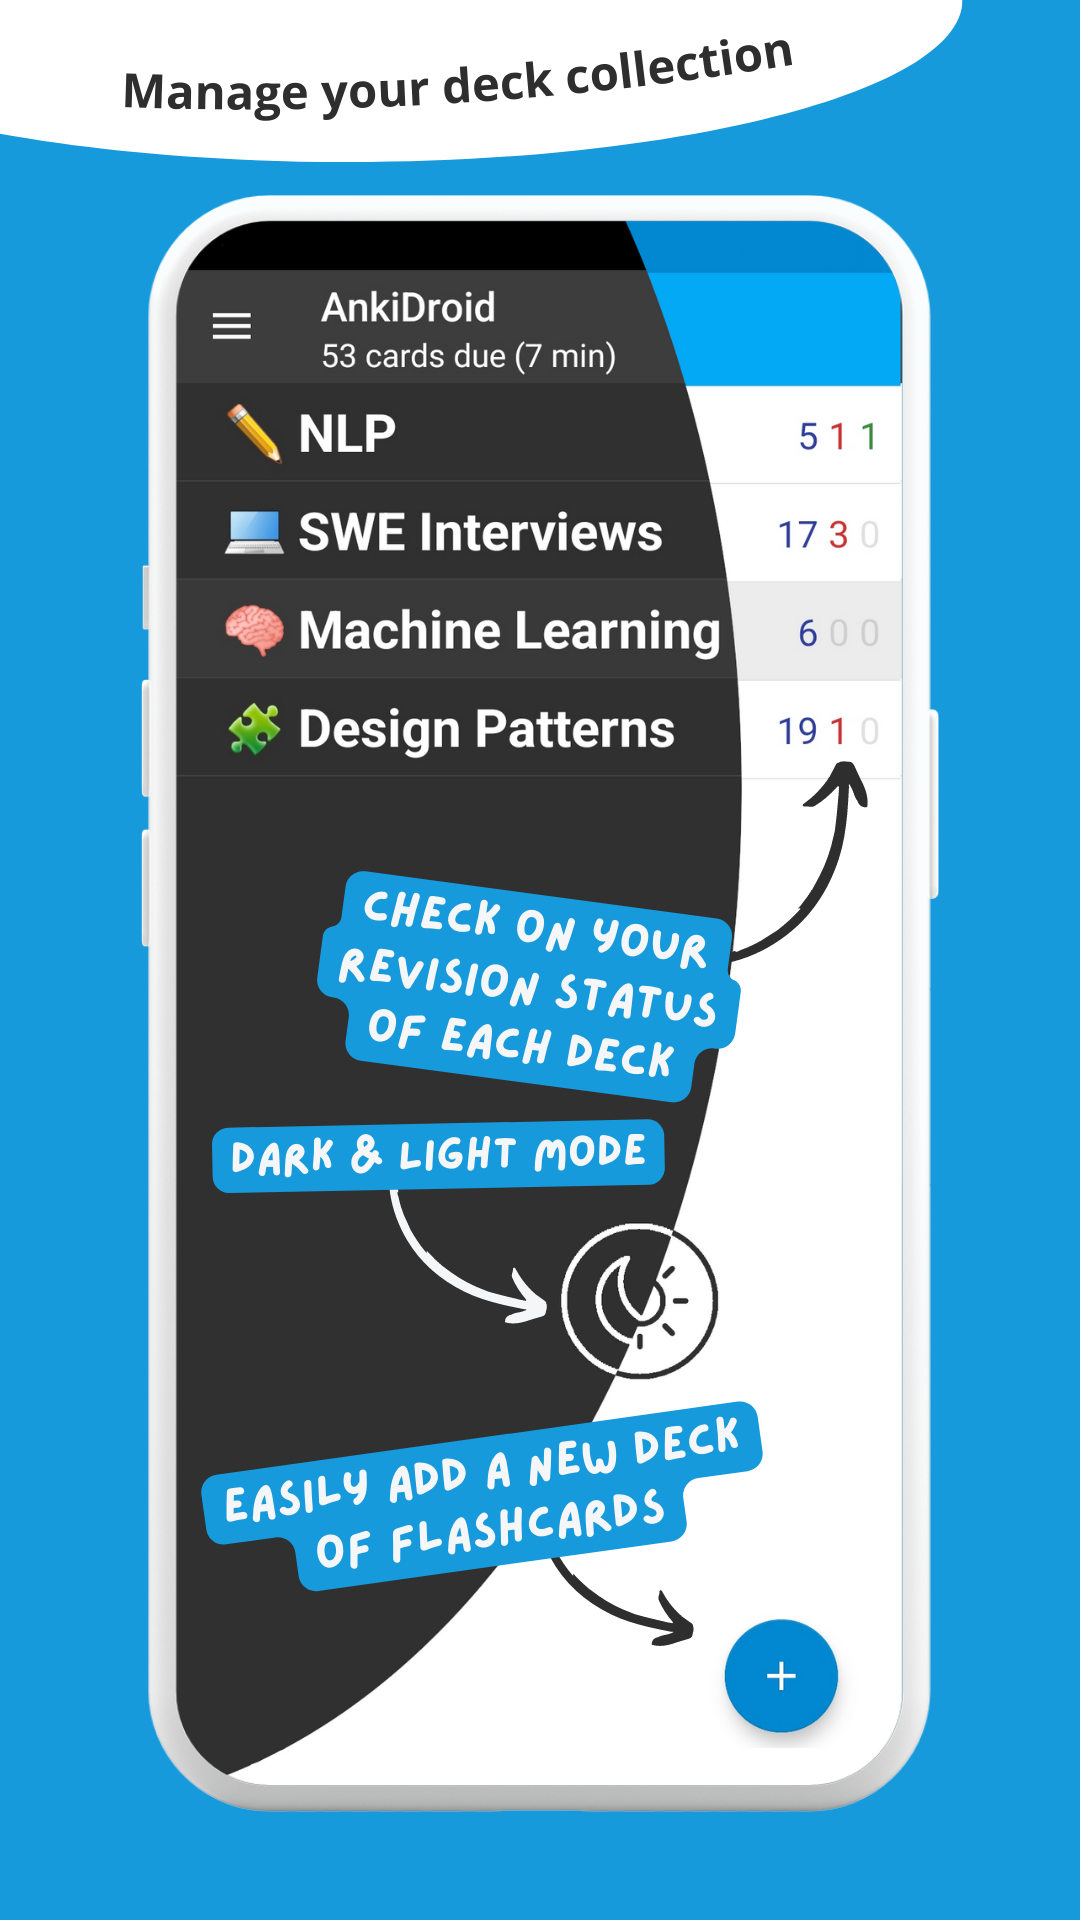 Manage your deck collection
AnkiDroid
53 cards due (7 min)
NLP 5 1 1
SWE Interviews 17 3 0
Machine Learning 6 0 0
Design Patterns 19 1 0
CHECK ON YOUR
REVISION STATUS
OF EACH DECK
DARK & LIGHT MODE
EASILY ADD A NEW DECK
OF FLASHCARDS
+